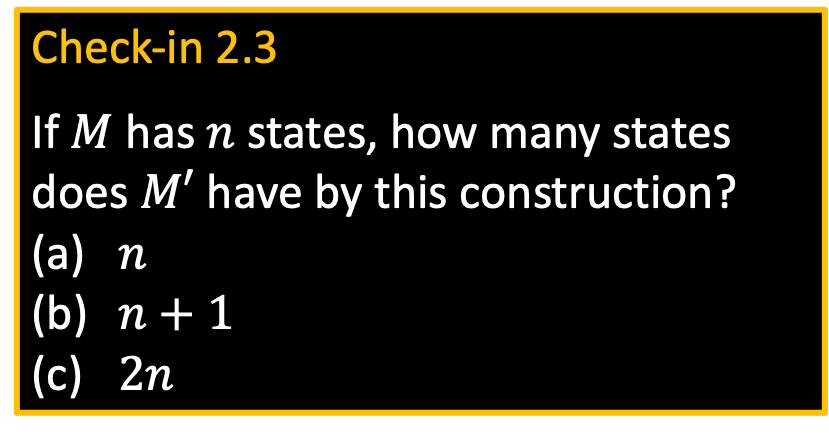 Check-in 2.3
If M has n states, how many states
does M′ have by this construction?
(a) n
(b) n + 1
(c) 2n